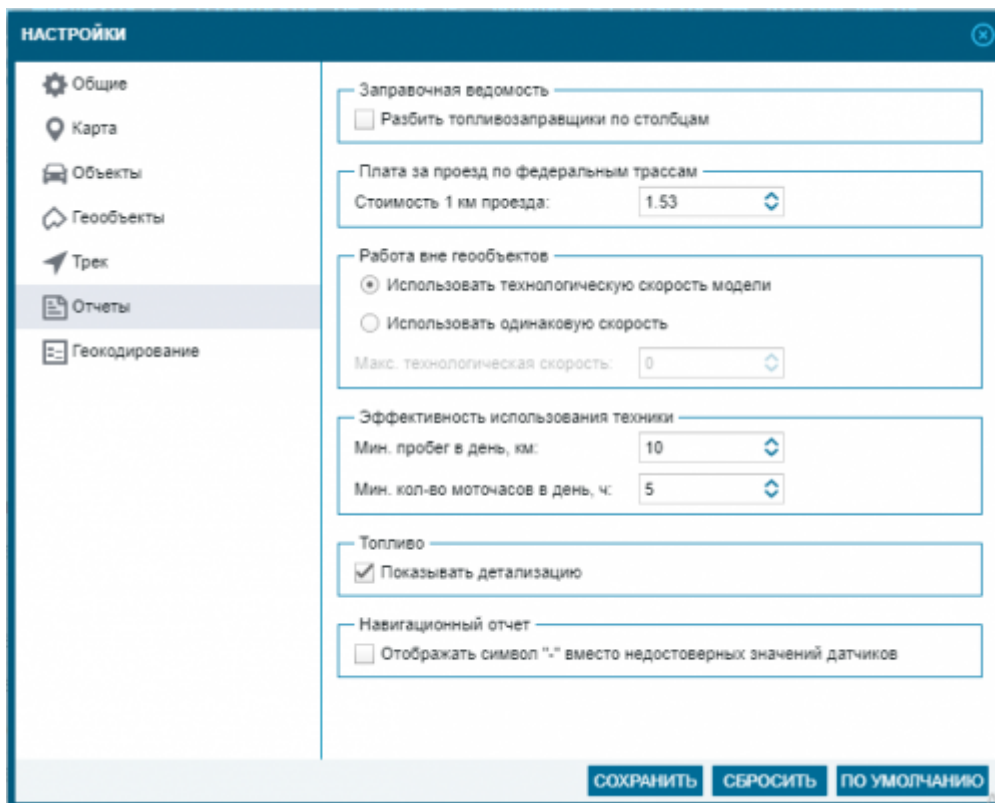 НАСТРОЙКИ
Общие
Карта
Объекты
Геообъекты
Трек
Отчеты
Геокодирование
Заправочная ведомость
Разбить топливозаправщики по столбцам
Плата за проезд по федеральным трассам
Стоимость 1 км проезда: 1.53
Работа вне геообъектов
Использовать технологическую скорость модели
Использовать одинаковую скорость
Макс. технологическая скорость: 0
Эффективность использования техники
Мин. пробег в день, км: 10
Мин. кол-во моточасов в день, ч: 5
Топливо
Показывать детализацию
Навигационный отчет
Отображать символ "-" вместо недостоверных значений датчиков
СОХРАНИТЬ СБРОСИТЬ ПО УМОЛЧАНИЮ